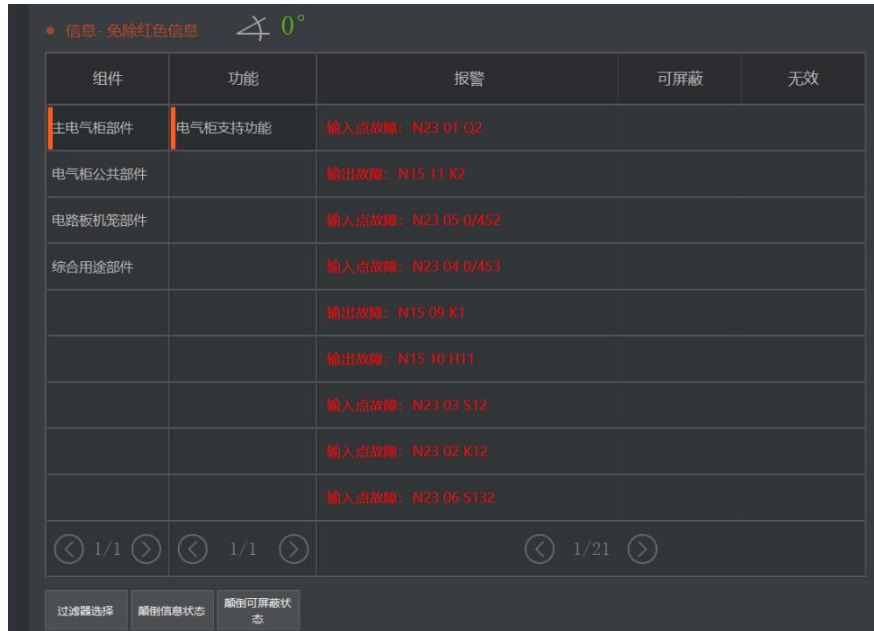 信息- 免除红色信息 0°
组件 功能 报警 可屏蔽 无效
主电气柜部件 电气柜支持功能 输入点故障：N23 01 Q2
电气柜公共部件 输出故障：N15 11 K2
电路板机笼部件 输入点故障：N23 05 0/452
综合用途部件 输入点故障：N23 04 0/453
输出故障：N15 09 K1
输出故障：N15 10 H11
输入点故障：N23 03 S12
输入点故障：N23 02 K12
输入点故障：N23 06 S132
1/1 1/1 1/21
过滤器选择 颠倒信息状态 颠倒可屏蔽状
态